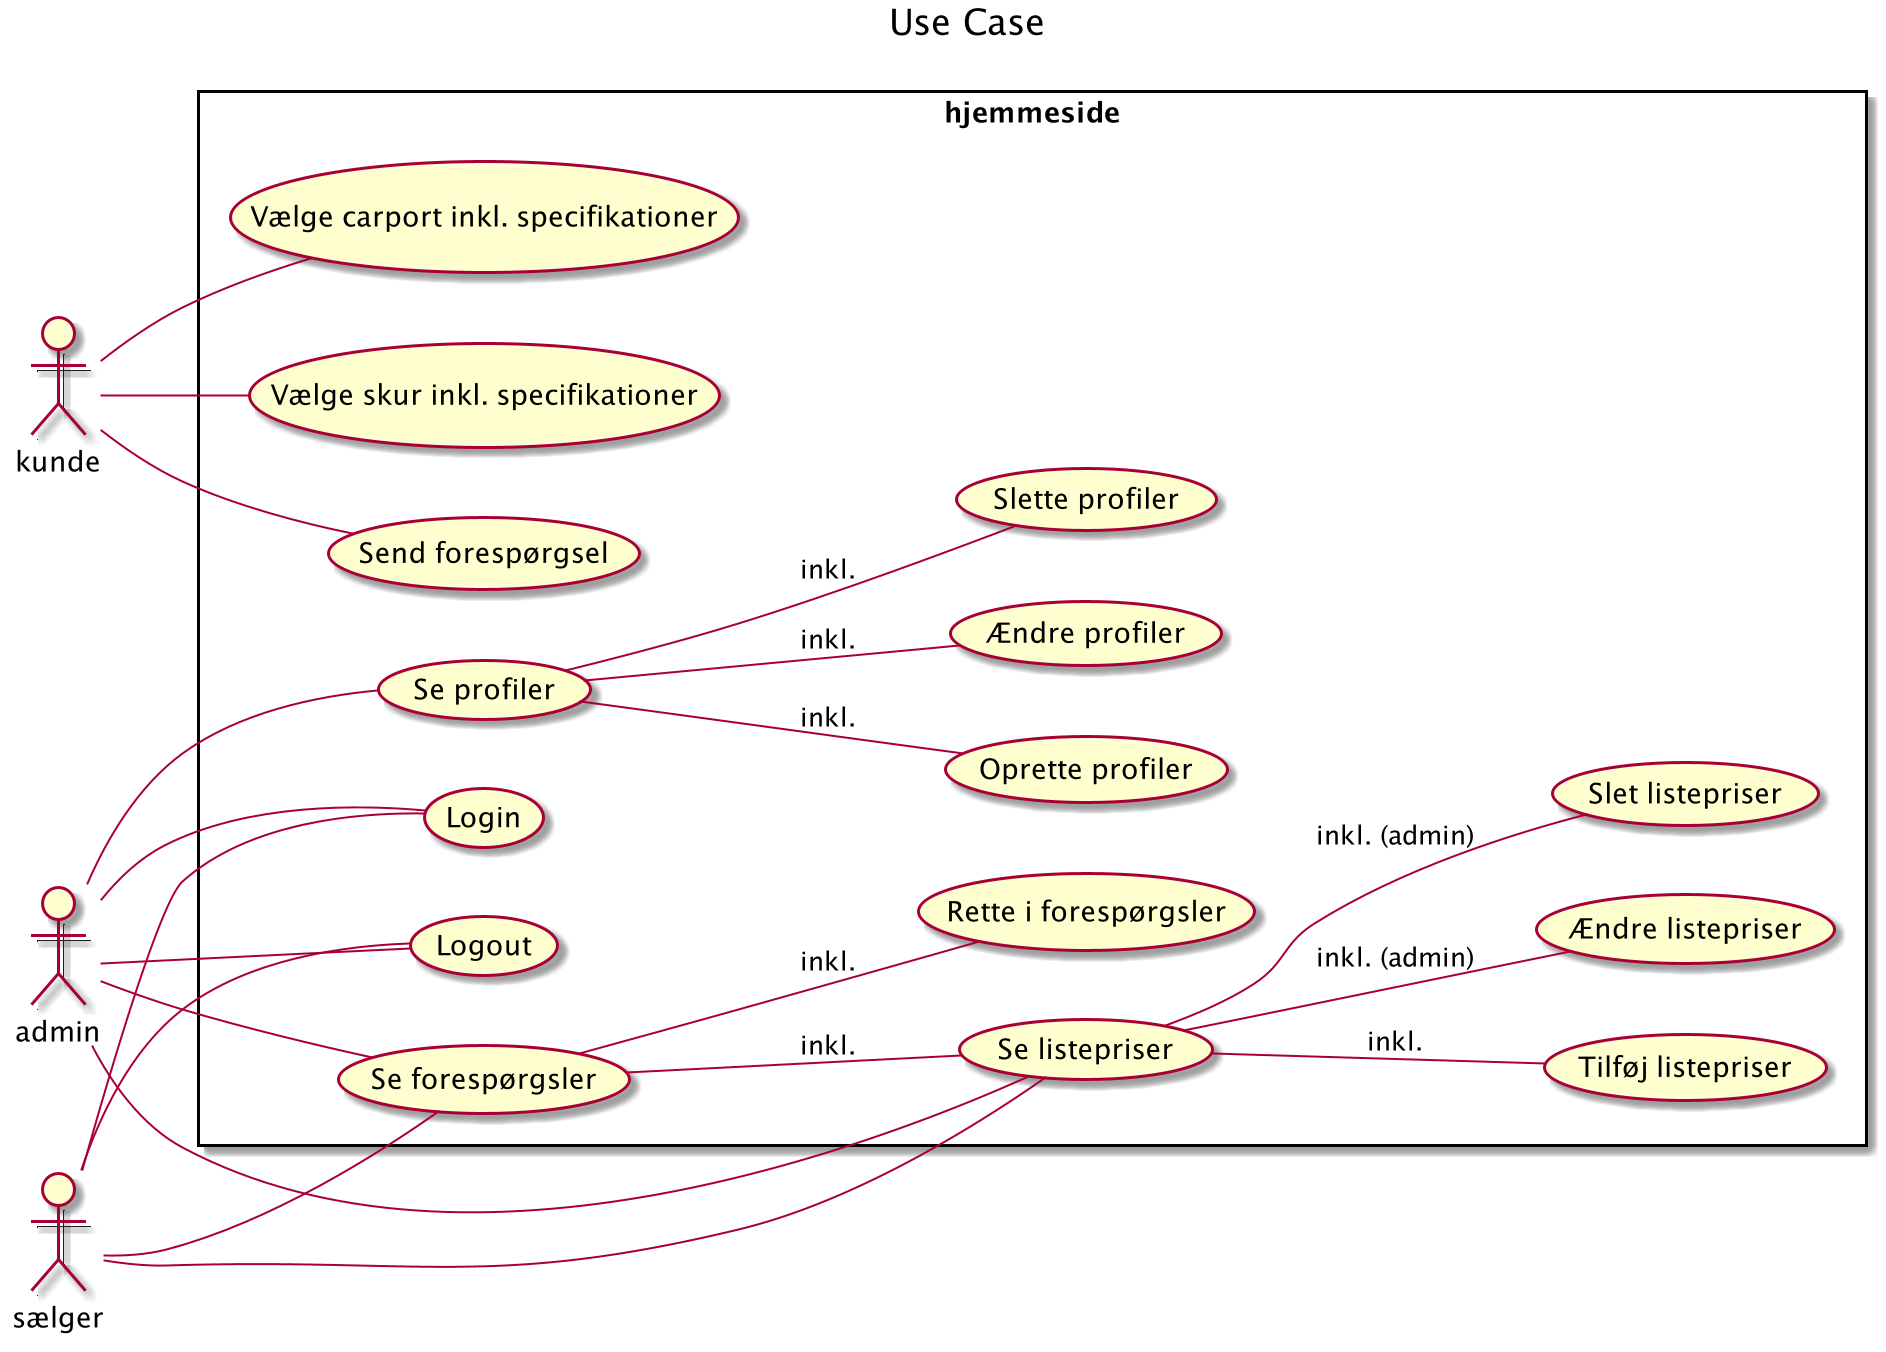 Use Case
hjemmeside
Vælge carport inkl. specifikationer
Vælge skur inkl. specifikationer
kunde
Slette profiler
Send forespørgsel
inkl.
Ændre profiler
inkl.
Se profiler
inkl.
Oprette profiler
Slet listepriser
Login
inkl. (admin)
Rette i forespørgsler
Ændre listepriser
Logout
inkl.
inkl. (admin)
admin
inkl.
Se listepriser
inkl.
Tilføj listepriser
Se forespørgsler
sælger